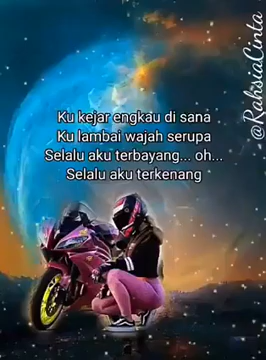 @RahsiaCinta
Ku kejar engkau di sana
Ku lambai wajah serupa
Selalu aku terbayang... oh...
Selalu aku terkenang